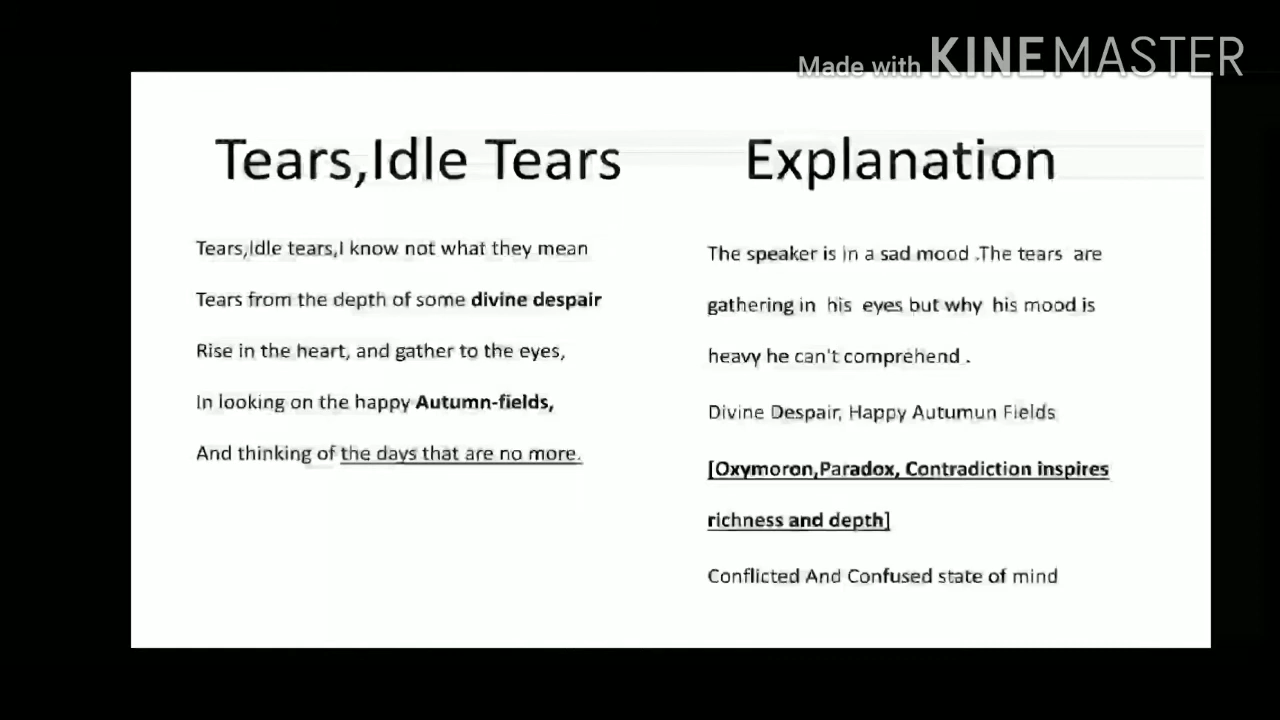 Made with KINEMASTER
Tears,Idle Tears
Tears,Idle tears,I know not what they mean
Tears from the depth of some divine despair
Rise in the heart, and gather to the eyes,
In looking on the happy Autumn-fields,
And thinking of the days that are no more.
Explanation
The speaker is in a sad mood .The tears are
gathering in his eyes but why his mood is
heavy he can't comprehend .
Divine Despair, Happy Autumun Fields
[Oxymoron,Paradox, Contradiction inspires
richness and depth]
Conflicted And Confused state of mind